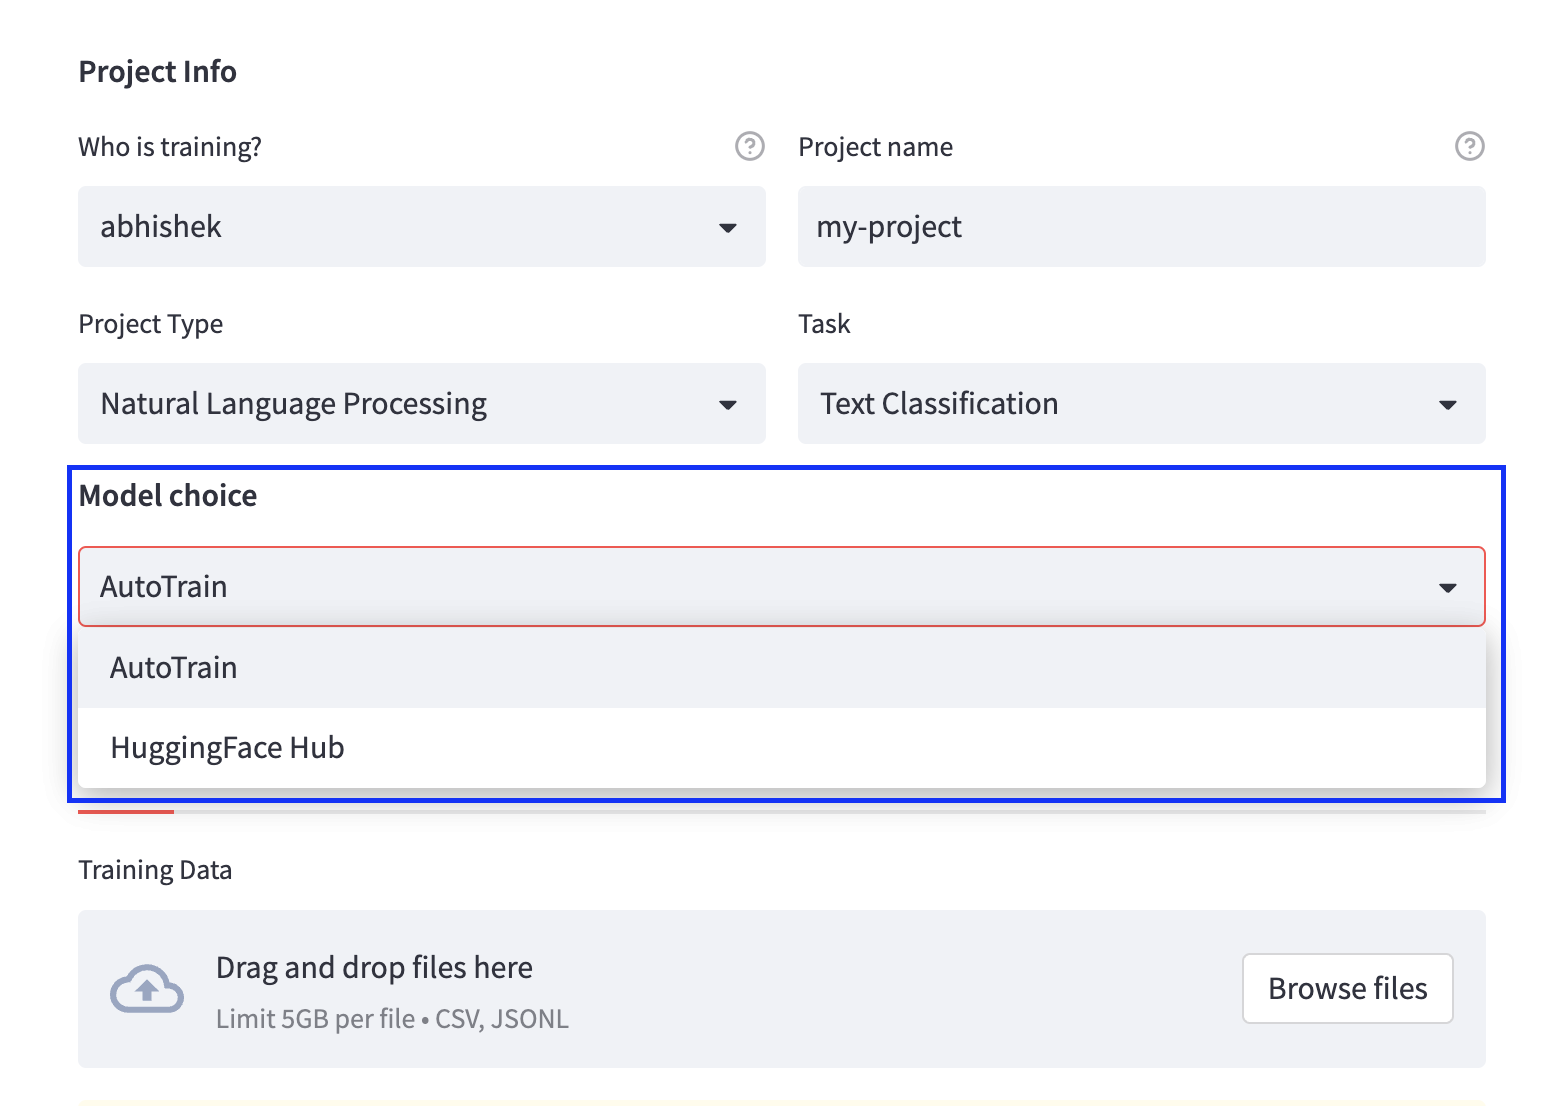 Project Info
Who is training?
Project name
abhishek
my-project
Project Type
Task
Natural Language Processing
Text Classification
Model choice
AutoTrain
AutoTrain
HuggingFace Hub
Training Data
Drag and drop files here
Limit 5GB per file • CSV, JSONL
Browse files